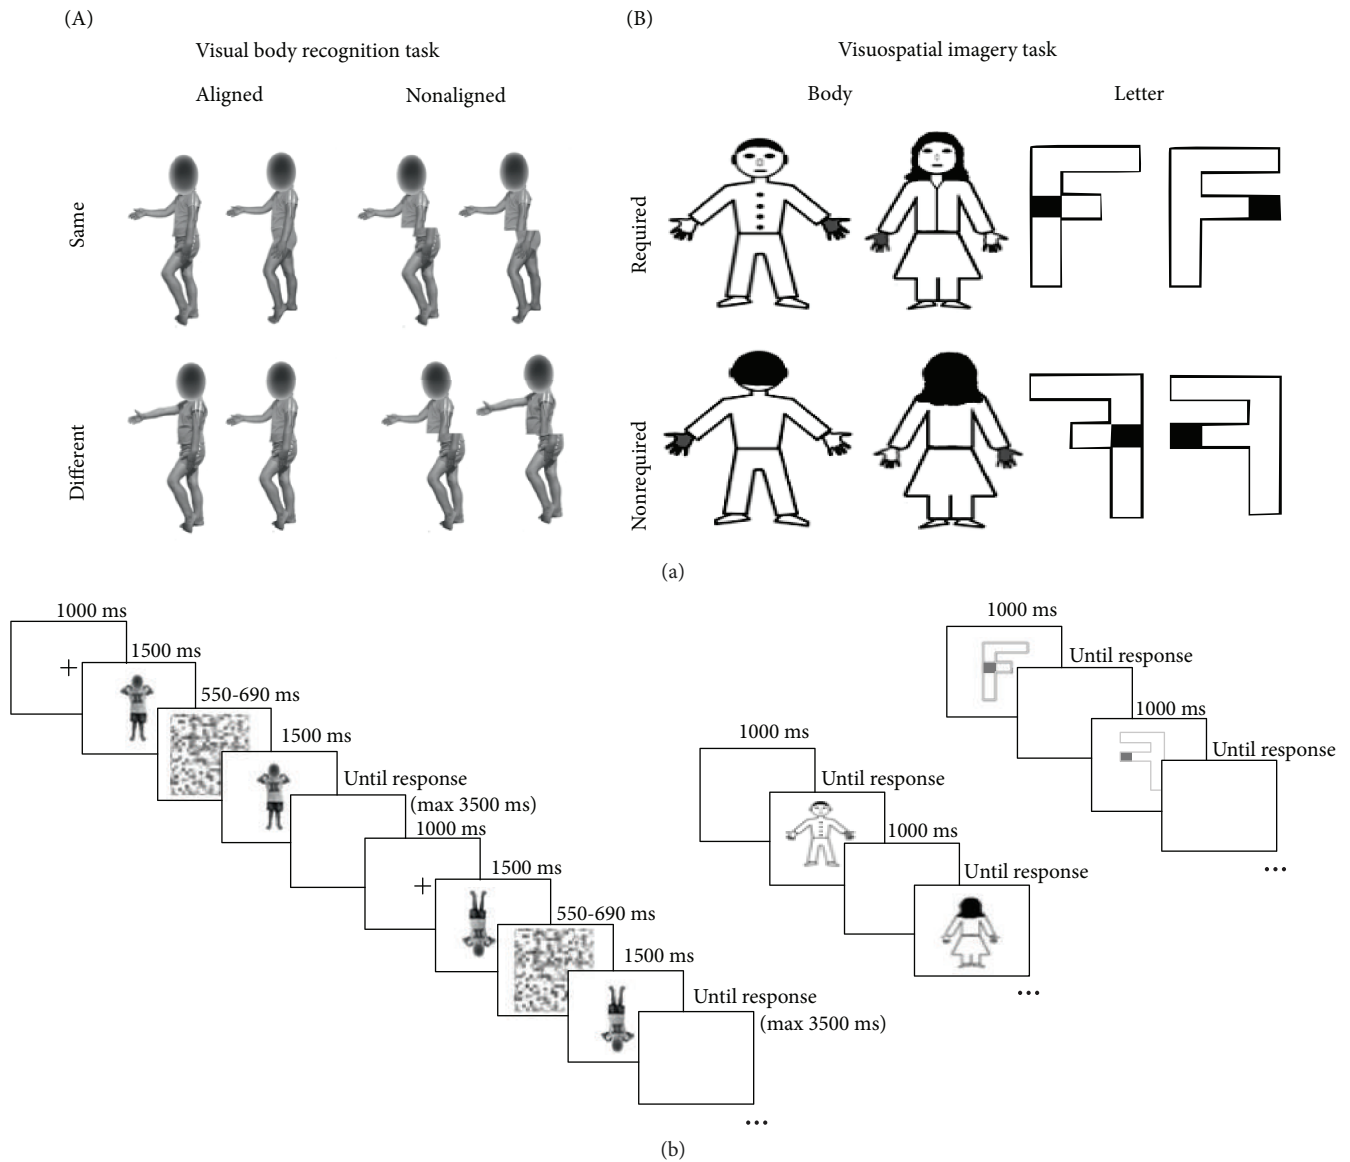 (A)
Visual body recognition task
Aligned
Nonaligned
Same
Different
(B)
Visuospatial imagery task
Body
Letter
Required
Nonrequired
(a)
1000 ms
1500 ms
550-690 ms
1500 ms
Until response
(max 3500 ms)
1000 ms
1500 ms
550-690 ms
1500 ms
Until response
(max 3500 ms)
...
1000 ms
Until response
1000 ms
Until response
...
1000 ms
Until response
1000 ms
Until response
...
(b)